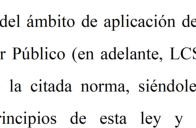 del ámbito de aplicación de
r Público (en adelante, LCS
la citada norma, siéndole
rincipios de esta ley y